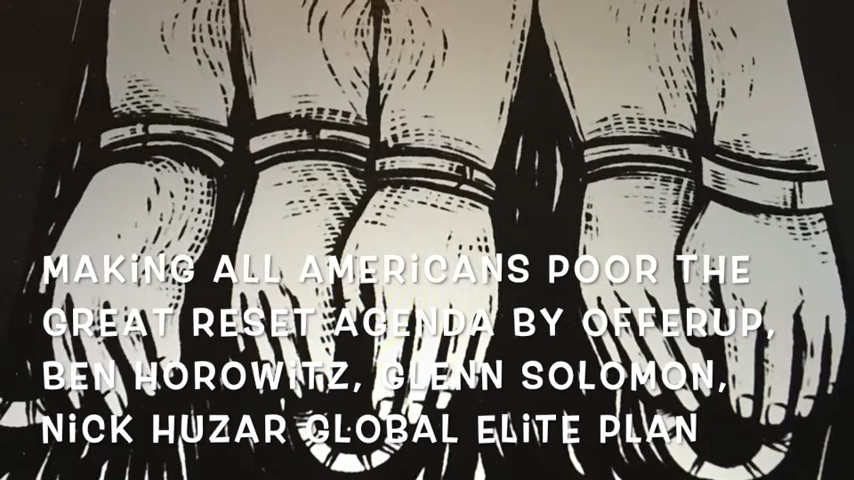 MAKING ALL AMERICANS POOR THE
GREAT RESET AGENDA BY OFFERUP,
BEN HOROWITZ, GLENN SOLOMON,
NICK HUZAR GLOBAL ELITE PLAN